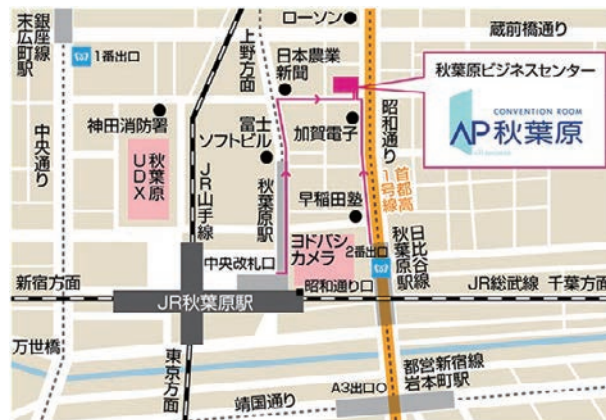 銀座線
末広町駅
1番出口
上野方面
ローソン
蔵前橋通り
日本農業
新聞
秋葉原ビジネスセンター
CONVENTION ROOM
AP秋葉原
神田消防署
中央通り
秋葉原
UDX
JR山手線
富士
ソフトビル
秋葉原駅
加賀電子
昭和通り
首都高
1号線
早稲田塾
ヨドバシ
カメラ
2番出口
日比谷線
秋葉原駅
中央改札口
新宿方面
昭和通り口
JR総武線 千葉方面
JR秋葉原駅
万世橋
東京方面
都営新宿線
岩本町駅
A3出口
靖国通り